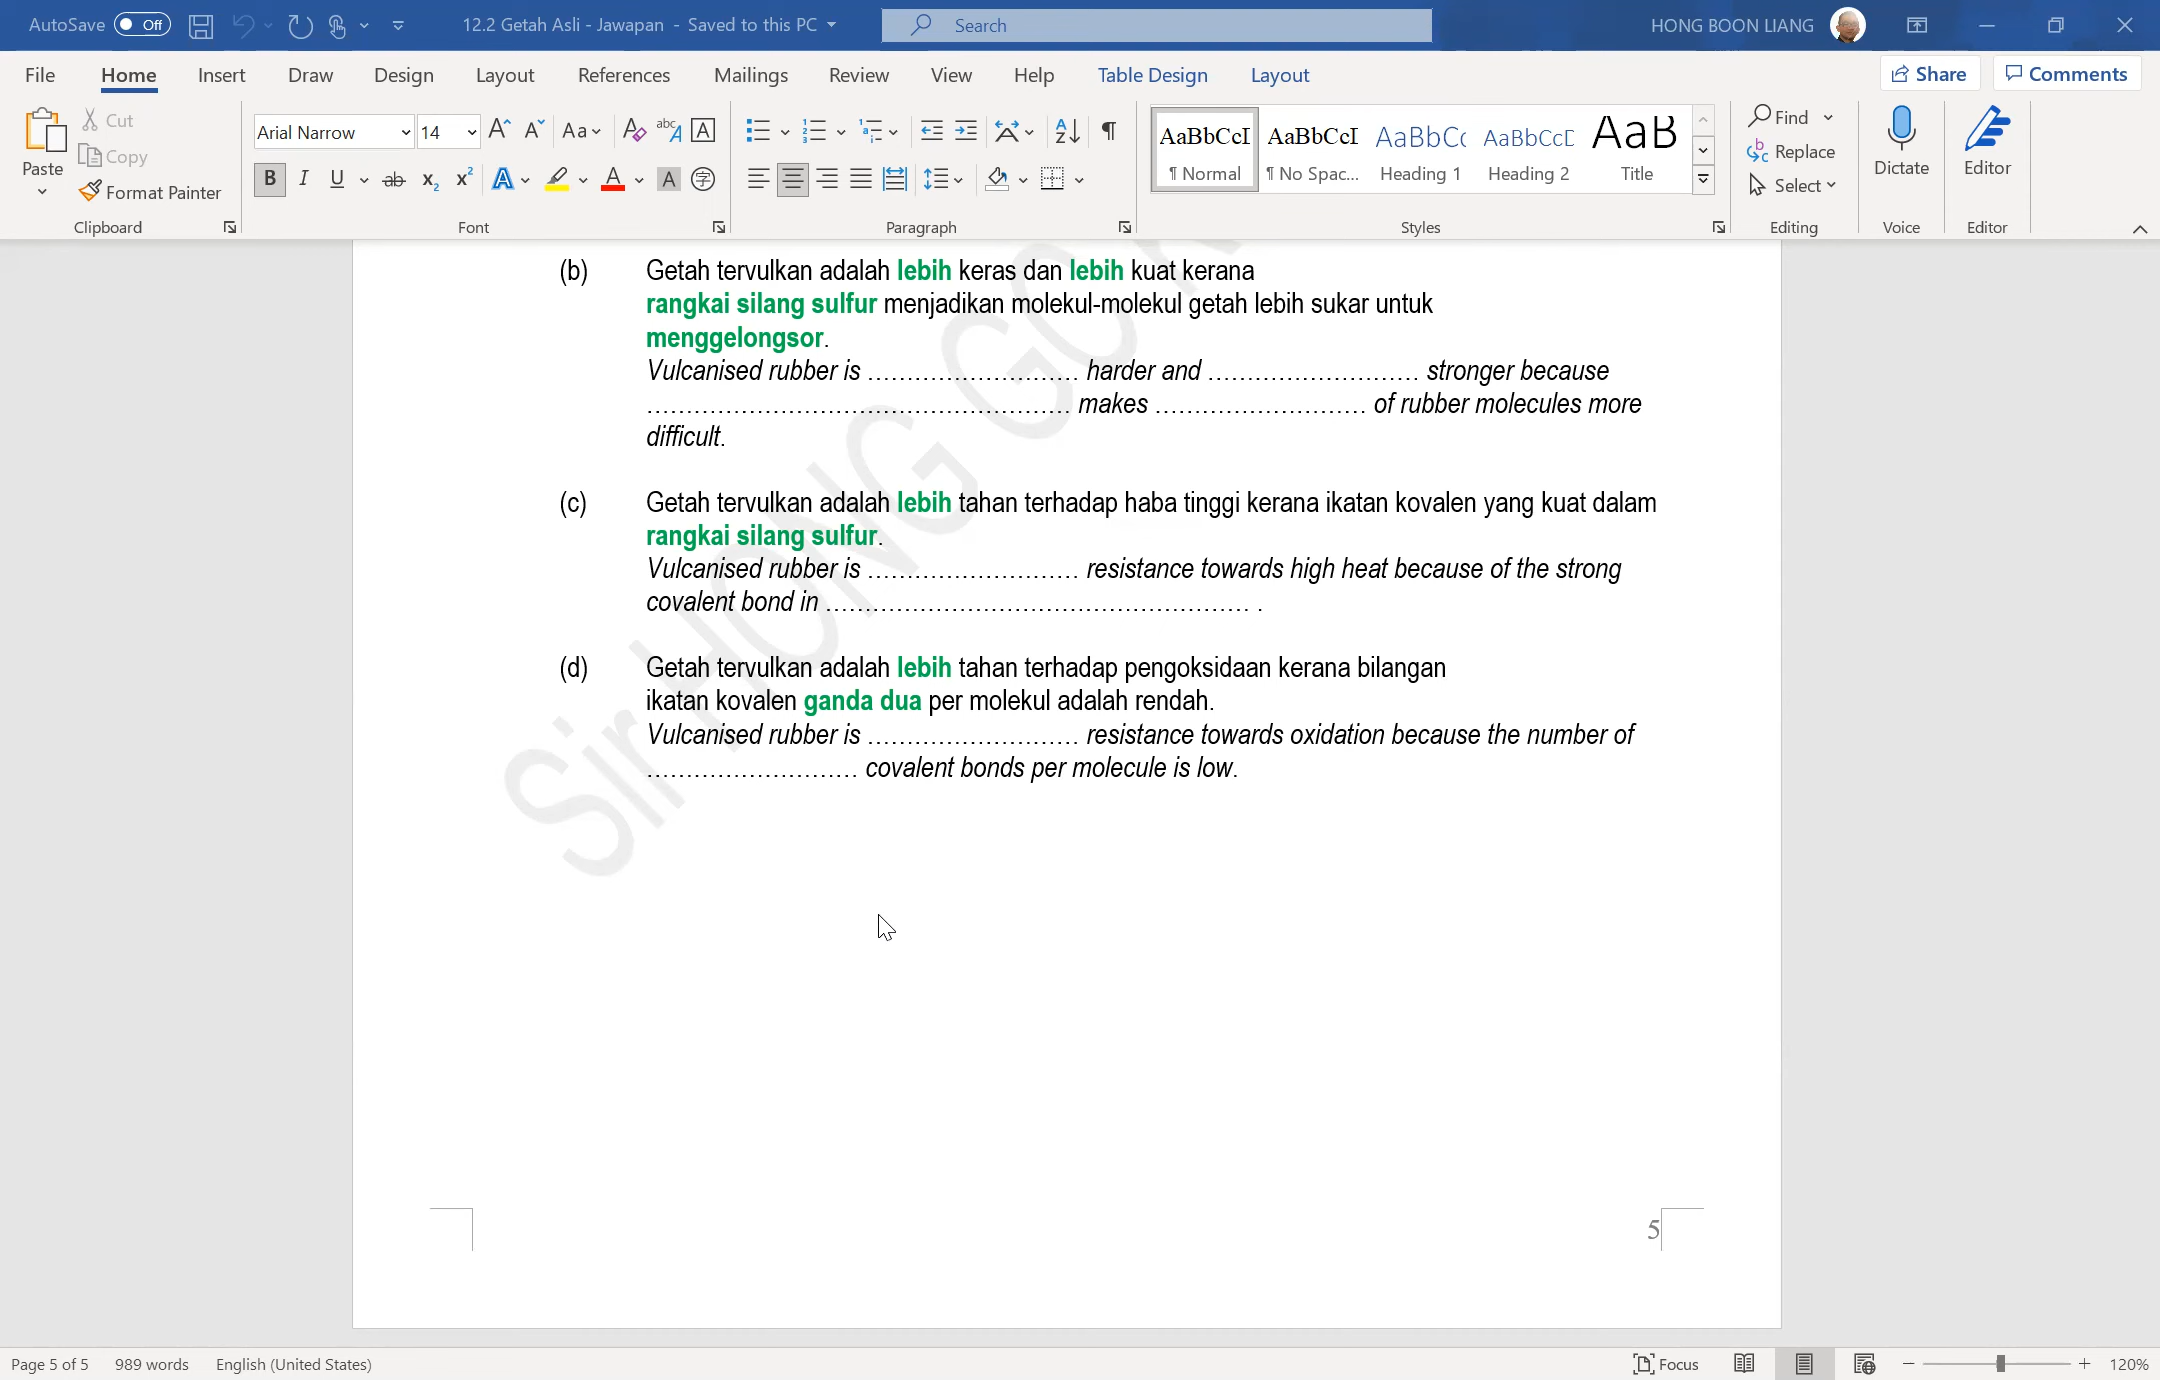 AutoSave Off 12.2 Getah Asli - Jawapan - Saved to this PC Search HONG BOON LIANG
File Home Insert Draw Design Layout References Mailings Review View Help Table Design Layout Share Comments
Paste Cut Copy Format Painter Clipboard
Arial Narrow 14 Font
Paragraph
AaBbCcI AaBbCcI AaBbC AaBbCcD AaB
¶ Normal ¶ No Spac... Heading 1 Heading 2 Title
Styles
Find Replace Select Editing
Dictate Voice
Editor Editor
(b) Getah tervulkan adalah lebih keras dan lebih kuat kerana
rangkai silang sulfur menjadikan molekul-molekul getah lebih sukar untuk
menggelongsor.
Vulcanised rubber is ........................... harder and ........................... stronger because
...................................................... makes ........................... of rubber molecules more
difficult.
(c) Getah tervulkan adalah lebih tahan terhadap haba tinggi kerana ikatan kovalen yang kuat dalam
rangkai silang sulfur.
Vulcanised rubber is ........................... resistance towards high heat because of the strong
covalent bond in ...................................................... .
(d) Getah tervulkan adalah lebih tahan terhadap pengoksidaan kerana bilangan
ikatan kovalen ganda dua per molekul adalah rendah.
Vulcanised rubber is ........................... resistance towards oxidation because the number of
........................... covalent bonds per molecule is low.
Sir HONG GO
5
Page 5 of 5 989 words English (United States) Focus 120%